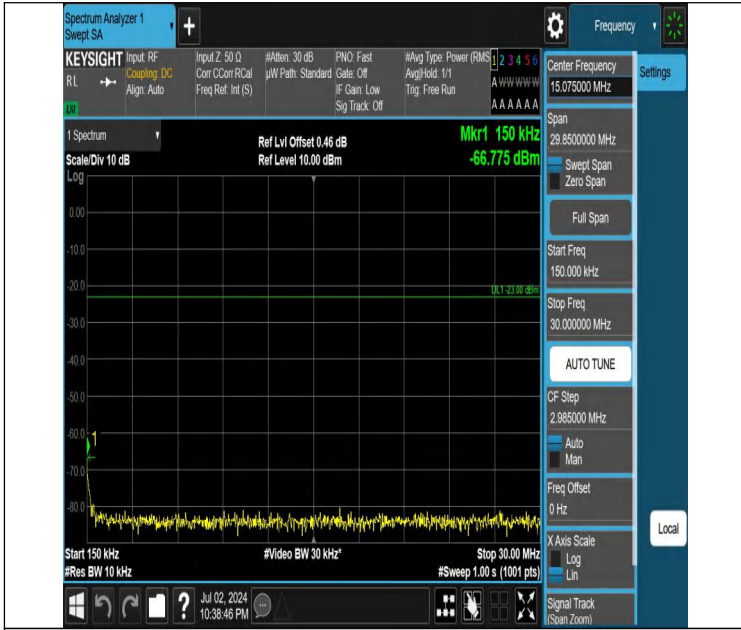 Spectrum Analyzer 1
Swept SA
+
Frequency
KEYSIGHT
RL
Input: RF
Coupling: DC
Align: Auto
Input Z: 50 Ω
Corr CCorr RCal
Freq Ref: Int (S)
#Atten: 30 dB
µW Path: Standard
PNO: Fast
Gate: Off
IF Gain: Low
Sig Track: Off
#Avg Type: Power (RMS
Avg|Hold: 1/1
Trig: Free Run
1 2 3 4 5 6
A W W W W W
A A A A A A
1 Spectrum
Scale/Div 10 dB
Ref Lvl Offset 0.46 dB
Ref Level 10.00 dBm
Mkr1 150 kHz
-66.775 dBm
Log
0.00
-10.0
-20.0
DL1 -23.00 dBm
-30.0
-40.0
-50.0
-60.0
1
-70.0
-80.0
Start 150 kHz
#Res BW 10 kHz
#Video BW 30 kHz*
Stop 30.00 MHz
#Sweep 1.00 s (1001 pts)
?
Jul 02, 2024
10:38:46 PM
Center Frequency
15.075000 MHz
Settings
Span
29.8500000 MHz
Swept Span
Zero Span
Full Span
Start Freq
150.000 kHz
Stop Freq
30.000000 MHz
AUTO TUNE
CF Step
2.985000 MHz
Auto
Man
Freq Offset
0 Hz
X Axis Scale
Log
Lin
Local
Signal Track
(Span Zoom)